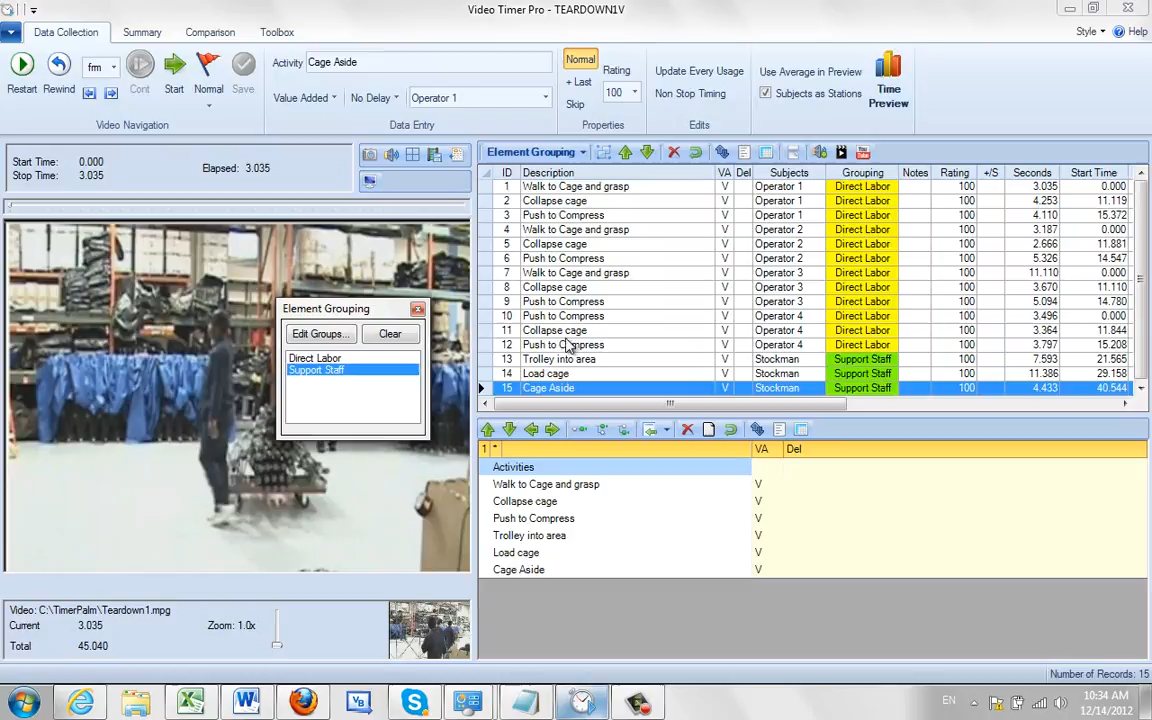 Video Timer Pro - TEARDOWN1V
Data Collection Summary Comparison Toolbox Style Help
Restart Rewind fm Cont Start Normal Save
Video Navigation
Activity Cage Aside
Value Added No Delay Operator 1
Data Entry
Normal Rating
+ Last 100
Skip
Properties
Update Every Usage
Non Stop Timing
Edits
Use Average in Preview
Subjects as Stations
Time
Preview
Start Time: 0.000
Stop Time: 3.035
Elapsed: 3.035
Element Grouping
ID Description VA Del Subjects Grouping Notes Rating +/S Seconds Start Time
1 Walk to Cage and grasp V Operator 1 Direct Labor 100 3.035 0.000
2 Collapse cage V Operator 1 Direct Labor 100 4.253 11.119
3 Push to Compress V Operator 1 Direct Labor 100 4.110 15.372
4 Walk to Cage and grasp V Operator 2 Direct Labor 100 3.187 0.000
5 Collapse cage V Operator 2 Direct Labor 100 2.666 11.881
6 Push to Compress V Operator 2 Direct Labor 100 5.326 14.547
7 Walk to Cage and grasp V Operator 3 Direct Labor 100 11.110 0.000
8 Collapse cage V Operator 3 Direct Labor 100 3.670 11.110
9 Push to Compress V Operator 3 Direct Labor 100 5.094 14.780
10 Push to Compress V Operator 4 Direct Labor 100 3.496 0.000
11 Collapse cage V Operator 4 Direct Labor 100 3.364 11.844
12 Push to Compress V Operator 4 Direct Labor 100 3.797 15.208
13 Trolley into area V Stockman Support Staff 100 7.593 21.565
14 Load cage V Stockman Support Staff 100 11.386 29.158
15 Cage Aside V Stockman Support Staff 100 4.433 40.544
Element Grouping
Edit Groups... Clear
Direct Labor
Support Staff
1 * VA Del
Activities
Walk to Cage and grasp V
Collapse cage V
Push to Compress V
Trolley into area V
Load cage V
Cage Aside V
Video: C:\TimerPalm\Teardown1.mpg
Current 3.035 Zoom: 1.0x
Total 45.040
Number of Records: 15
EN
10:34 AM
12/14/2012